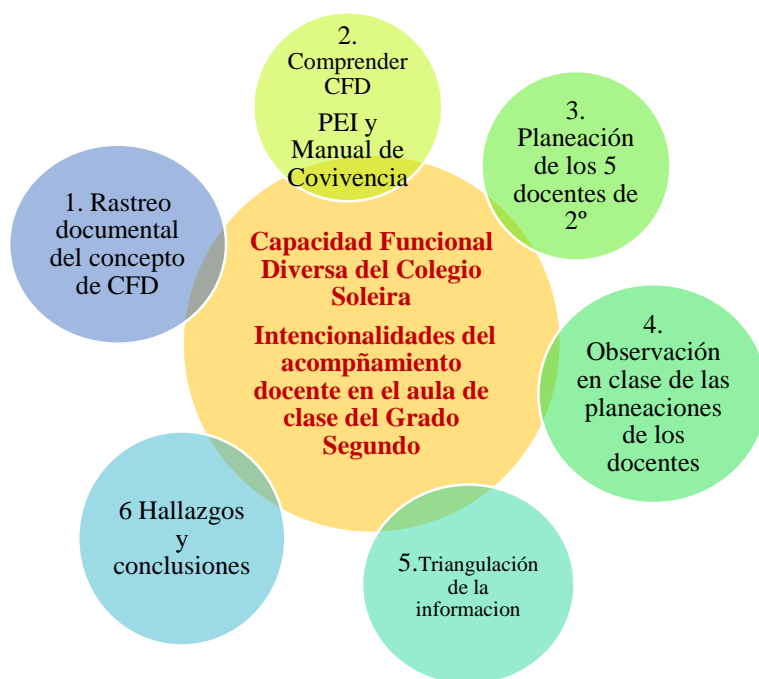 2.
Comprender
CFD
PEI y
Manual de
Covivencia
3.
Planeación
de los 5
docentes de
2º
1. Rastreo
documental
del concepto
de CFD
Capacidad Funcional
Diversa del Colegio
Soleira
Intencionalidades del
acompñamiento
docente en el aula de
clase del Grado
Segundo
4.
Observación
en clase de las
planeaciones
de los
docentes
6 Hallazgos
y
conclusiones
5.Triangulación
de la
informacion